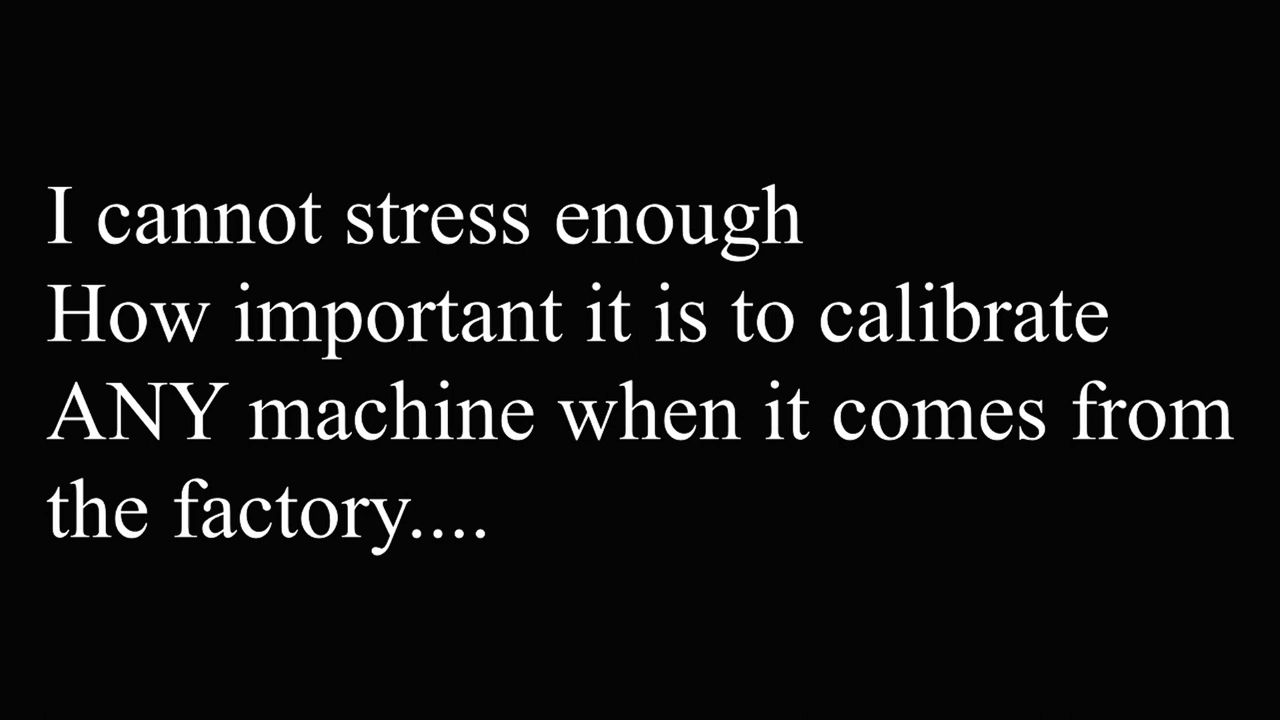 I cannot stress enough
How important it is to calibrate
ANY machine when it comes from
the factory....